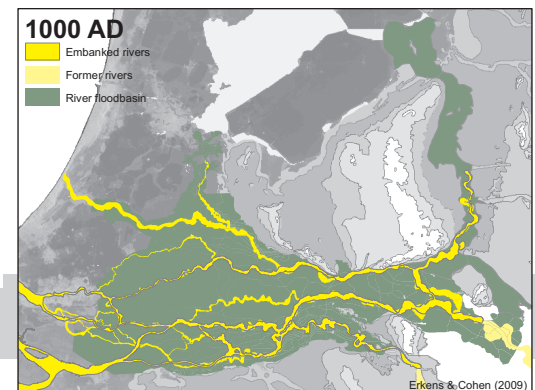 1000 AD
Embanked rivers
Former rivers
River floodbasin
Erkens & Cohen (2009)